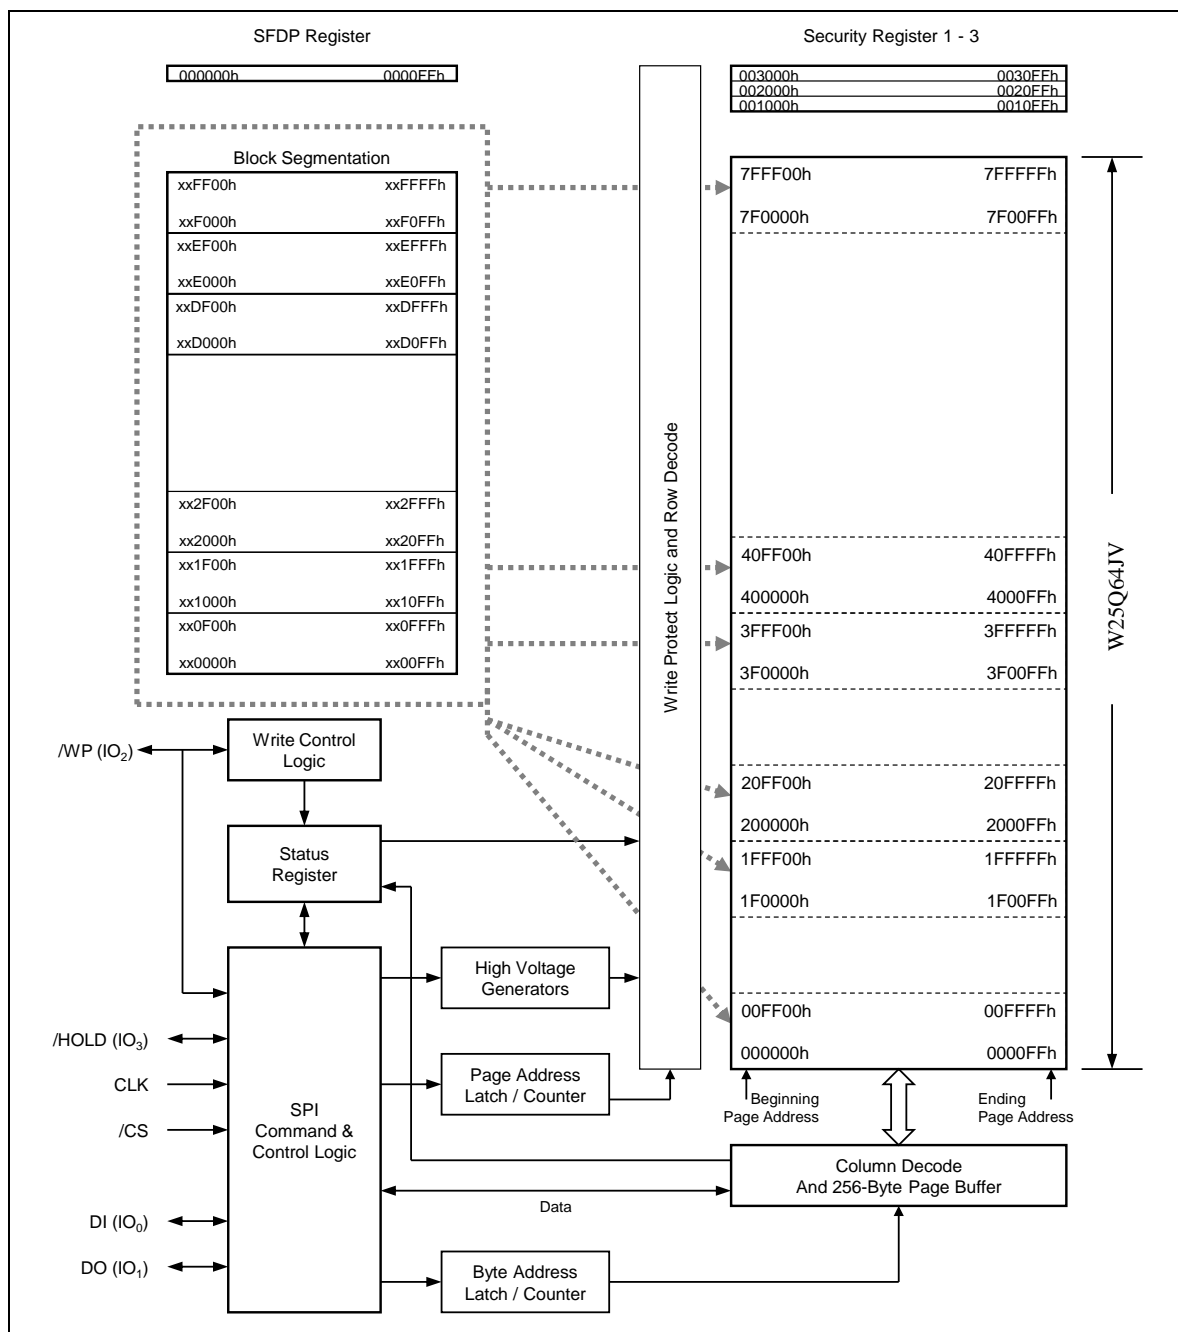 SFDP Register
000000h 0000FFh
Security Register 1 - 3
003000h 0030FFh
002000h 0020FFh
001000h 0010FFh
Block Segmentation
xxFF00h xxFFFFh
xxF000h xxF0FFh
xxEF00h xxEFFFh
xxE000h xxE0FFh
xxDF00h xxDFFFh
xxD000h xxD0FFh
xx2F00h xx2FFFh
xx2000h xx20FFh
xx1F00h xx1FFFh
xx1000h xx10FFh
xx0F00h xx0FFFh
xx0000h xx00FFh
Write Protect Logic and Row Decode
7FFF00h 7FFFFFh
7F0000h 7F00FFh
40FF00h 40FFFFh
400000h 4000FFh
3FFF00h 3FFFFFh
3F0000h 3F00FFh
20FF00h 20FFFFh
200000h 2000FFh
1FFF00h 1FFFFFh
1F0000h 1F00FFh
00FF00h 00FFFFh
000000h 0000FFh
W25Q64JV
Beginning
Page Address
Ending
Page Address
/WP (IO2)
Write Control
Logic
Status
Register
High Voltage
Generators
/HOLD (IO3)
CLK
/CS
DI (IO0)
DO (IO1)
SPI
Command &
Control Logic
Page Address
Latch / Counter
Column Decode
And 256-Byte Page Buffer
Data
Byte Address
Latch / Counter